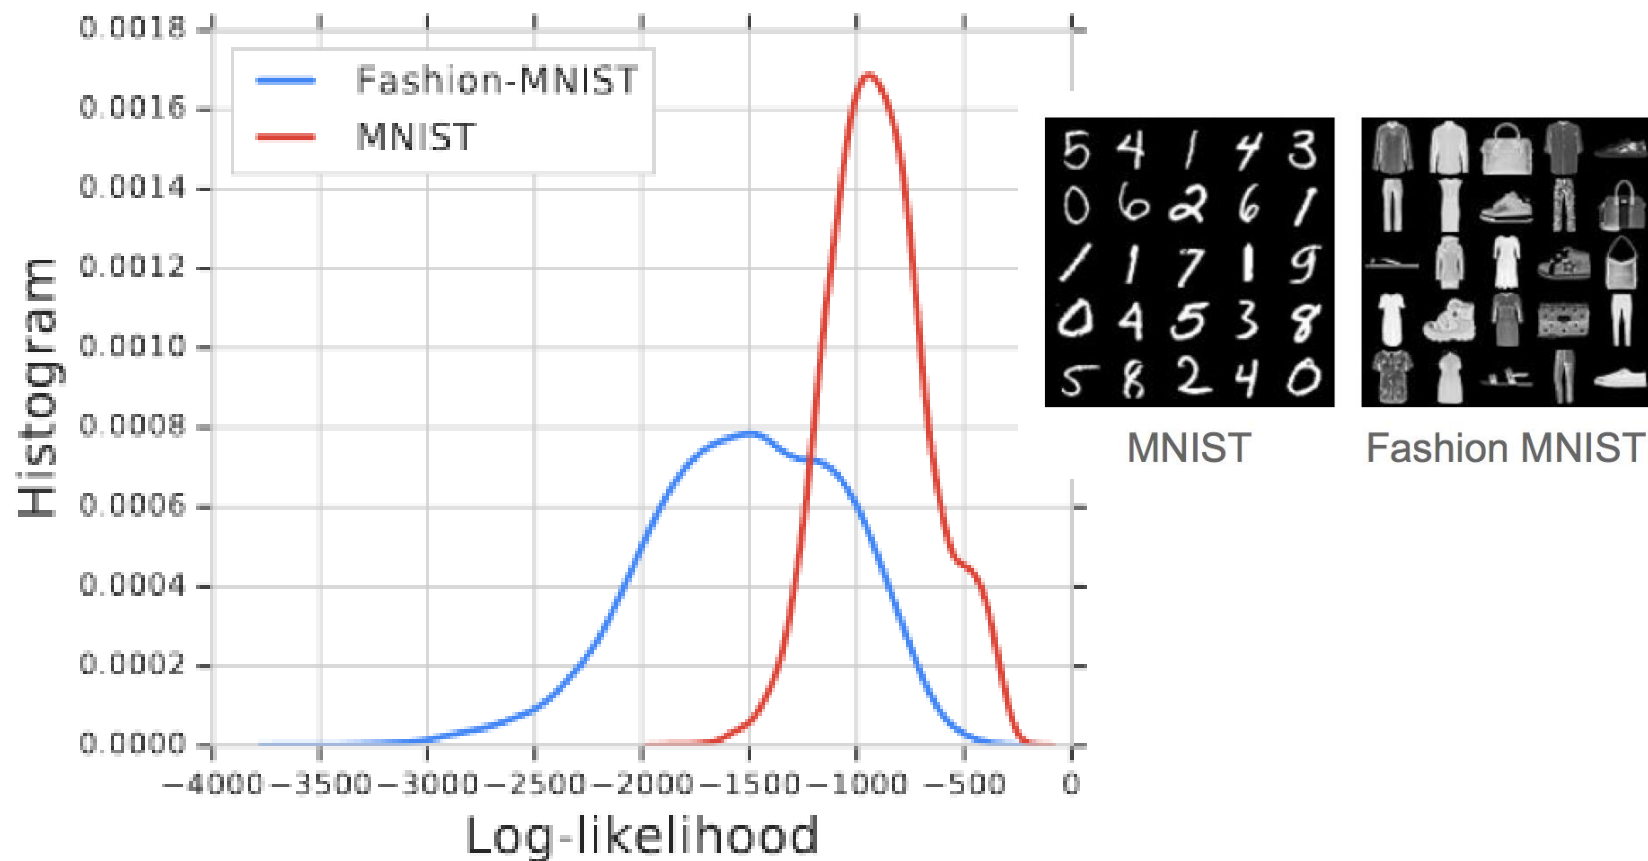 0.0018
0.0016
0.0014
0.0012
0.0010
0.0008
0.0006
0.0004
0.0002
0.0000
Histogram
Fashion-MNIST
MNIST
−4000 −3500 −3000 −2500 −2000 −1500 −1000 −500 0
Log-likelihood
5 4 1 4 3
0 6 2 6 1
1 1 7 1 9
0 4 5 3 8
5 8 2 4 0
MNIST
Fashion MNIST